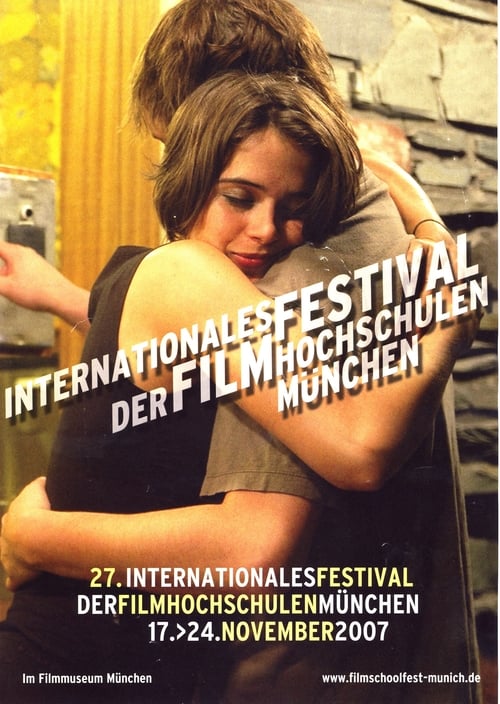 INTERNATIONALESFESTIVAL
DERFILMHOCHSCHULEN
MÜNCHEN
27.INTERNATIONALESFESTIVAL
DERFILMHOCHSCHULENMÜNCHEN
17.>24.NOVEMBER2007
Im Filmmuseum München
www.filmschoolfest-munich.de